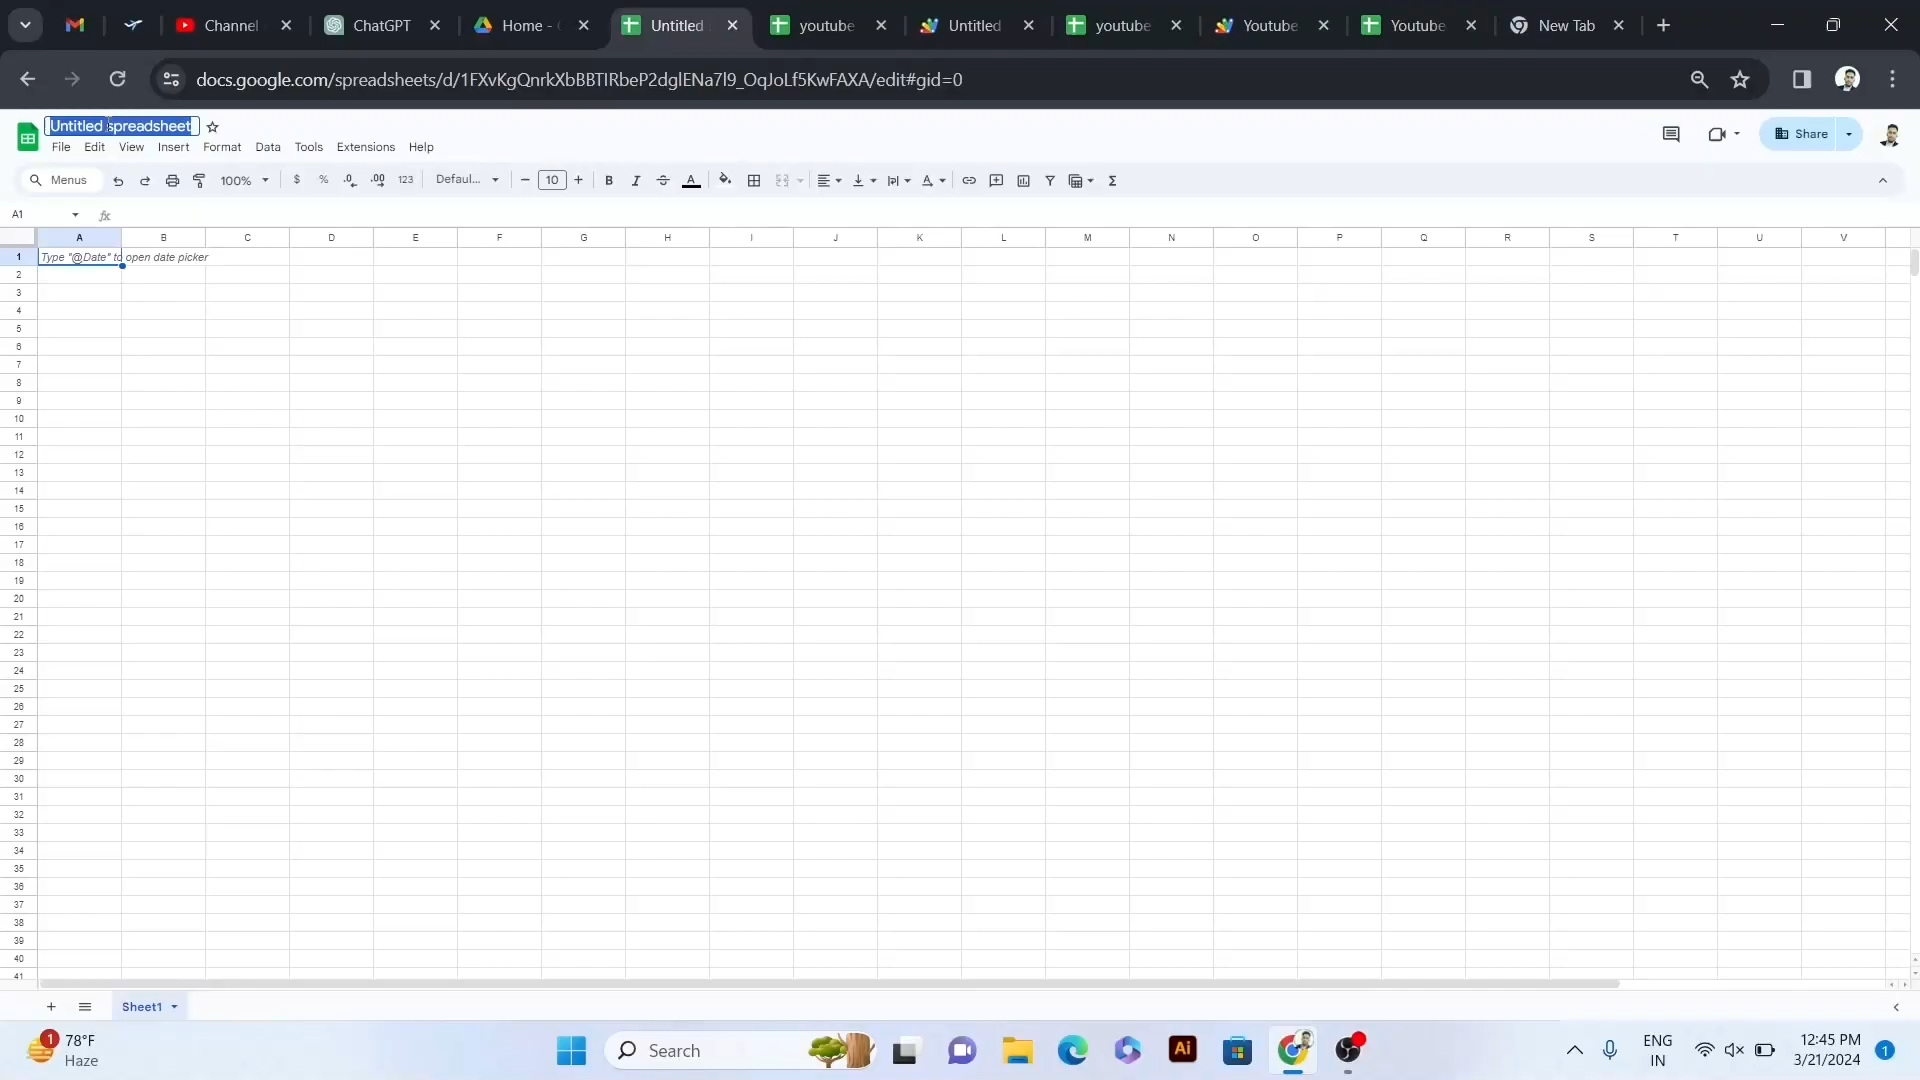 Channel
ChatGPT
Home -
Untitled
youtube
Untitled
youtube
Youtube
Youtube
New Tab
docs.google.com/spreadsheets/d/1FXvKgQnrkXbBBTIRbeP2dglENa7l9_OqJoLf5KwFAXA/edit#gid=0
Untitled spreadsheet
Share
File Edit View Insert Format Data Tools Extensions Help
Menus 100% $ % .0 .00 123 Defaul... − 10 + B I S A Σ
A1 fx
A B C D E F G H I J K L M N O P Q R S T U V
1 Type "@Date" to open date picker
2
3
4
5
6
7
8
9
10
11
12
13
14
15
16
17
18
19
20
21
22
23
24
25
26
27
28
29
30
31
32
33
34
35
36
37
38
39
40
41
+ Sheet1
1 78°F
Haze
Search
Ai
ENG
IN
12:45 PM
3/21/2024
1